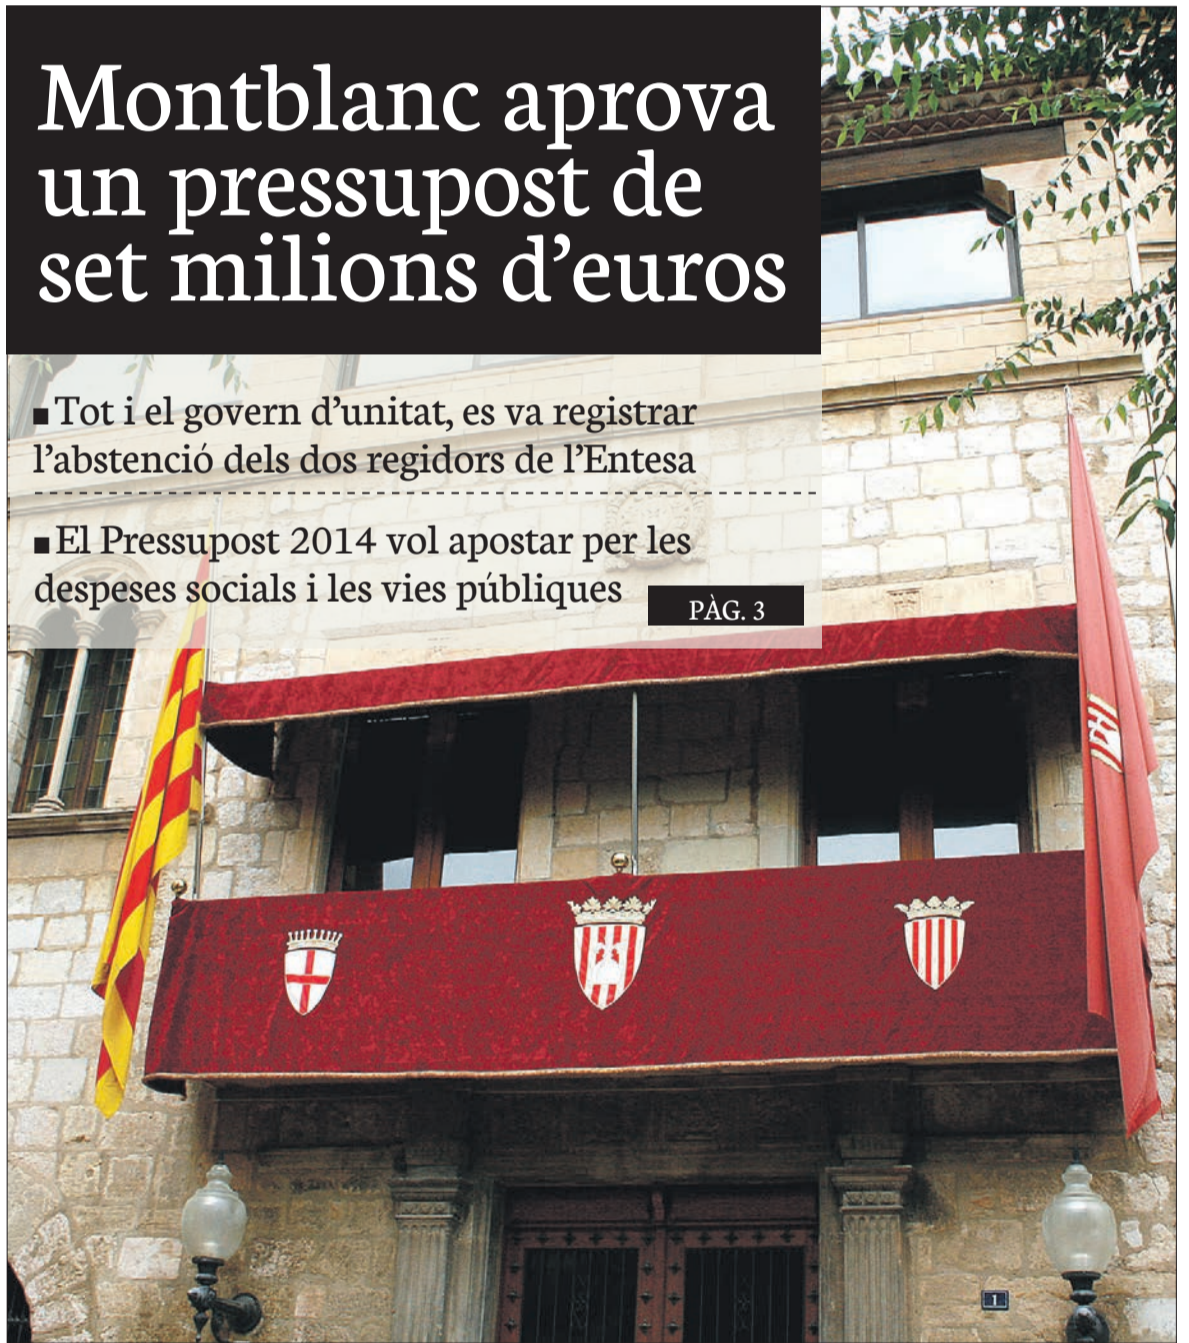 Montblanc aprova
un pressupost de
set milions d’euros
■ Tot i el govern d’unitat, es va registrar
l’abstenció dels dos regidors de l’Entesa
■ El Pressupost 2014 vol apostar per les
despeses socials i les vies públiques
PÀG. 3
1